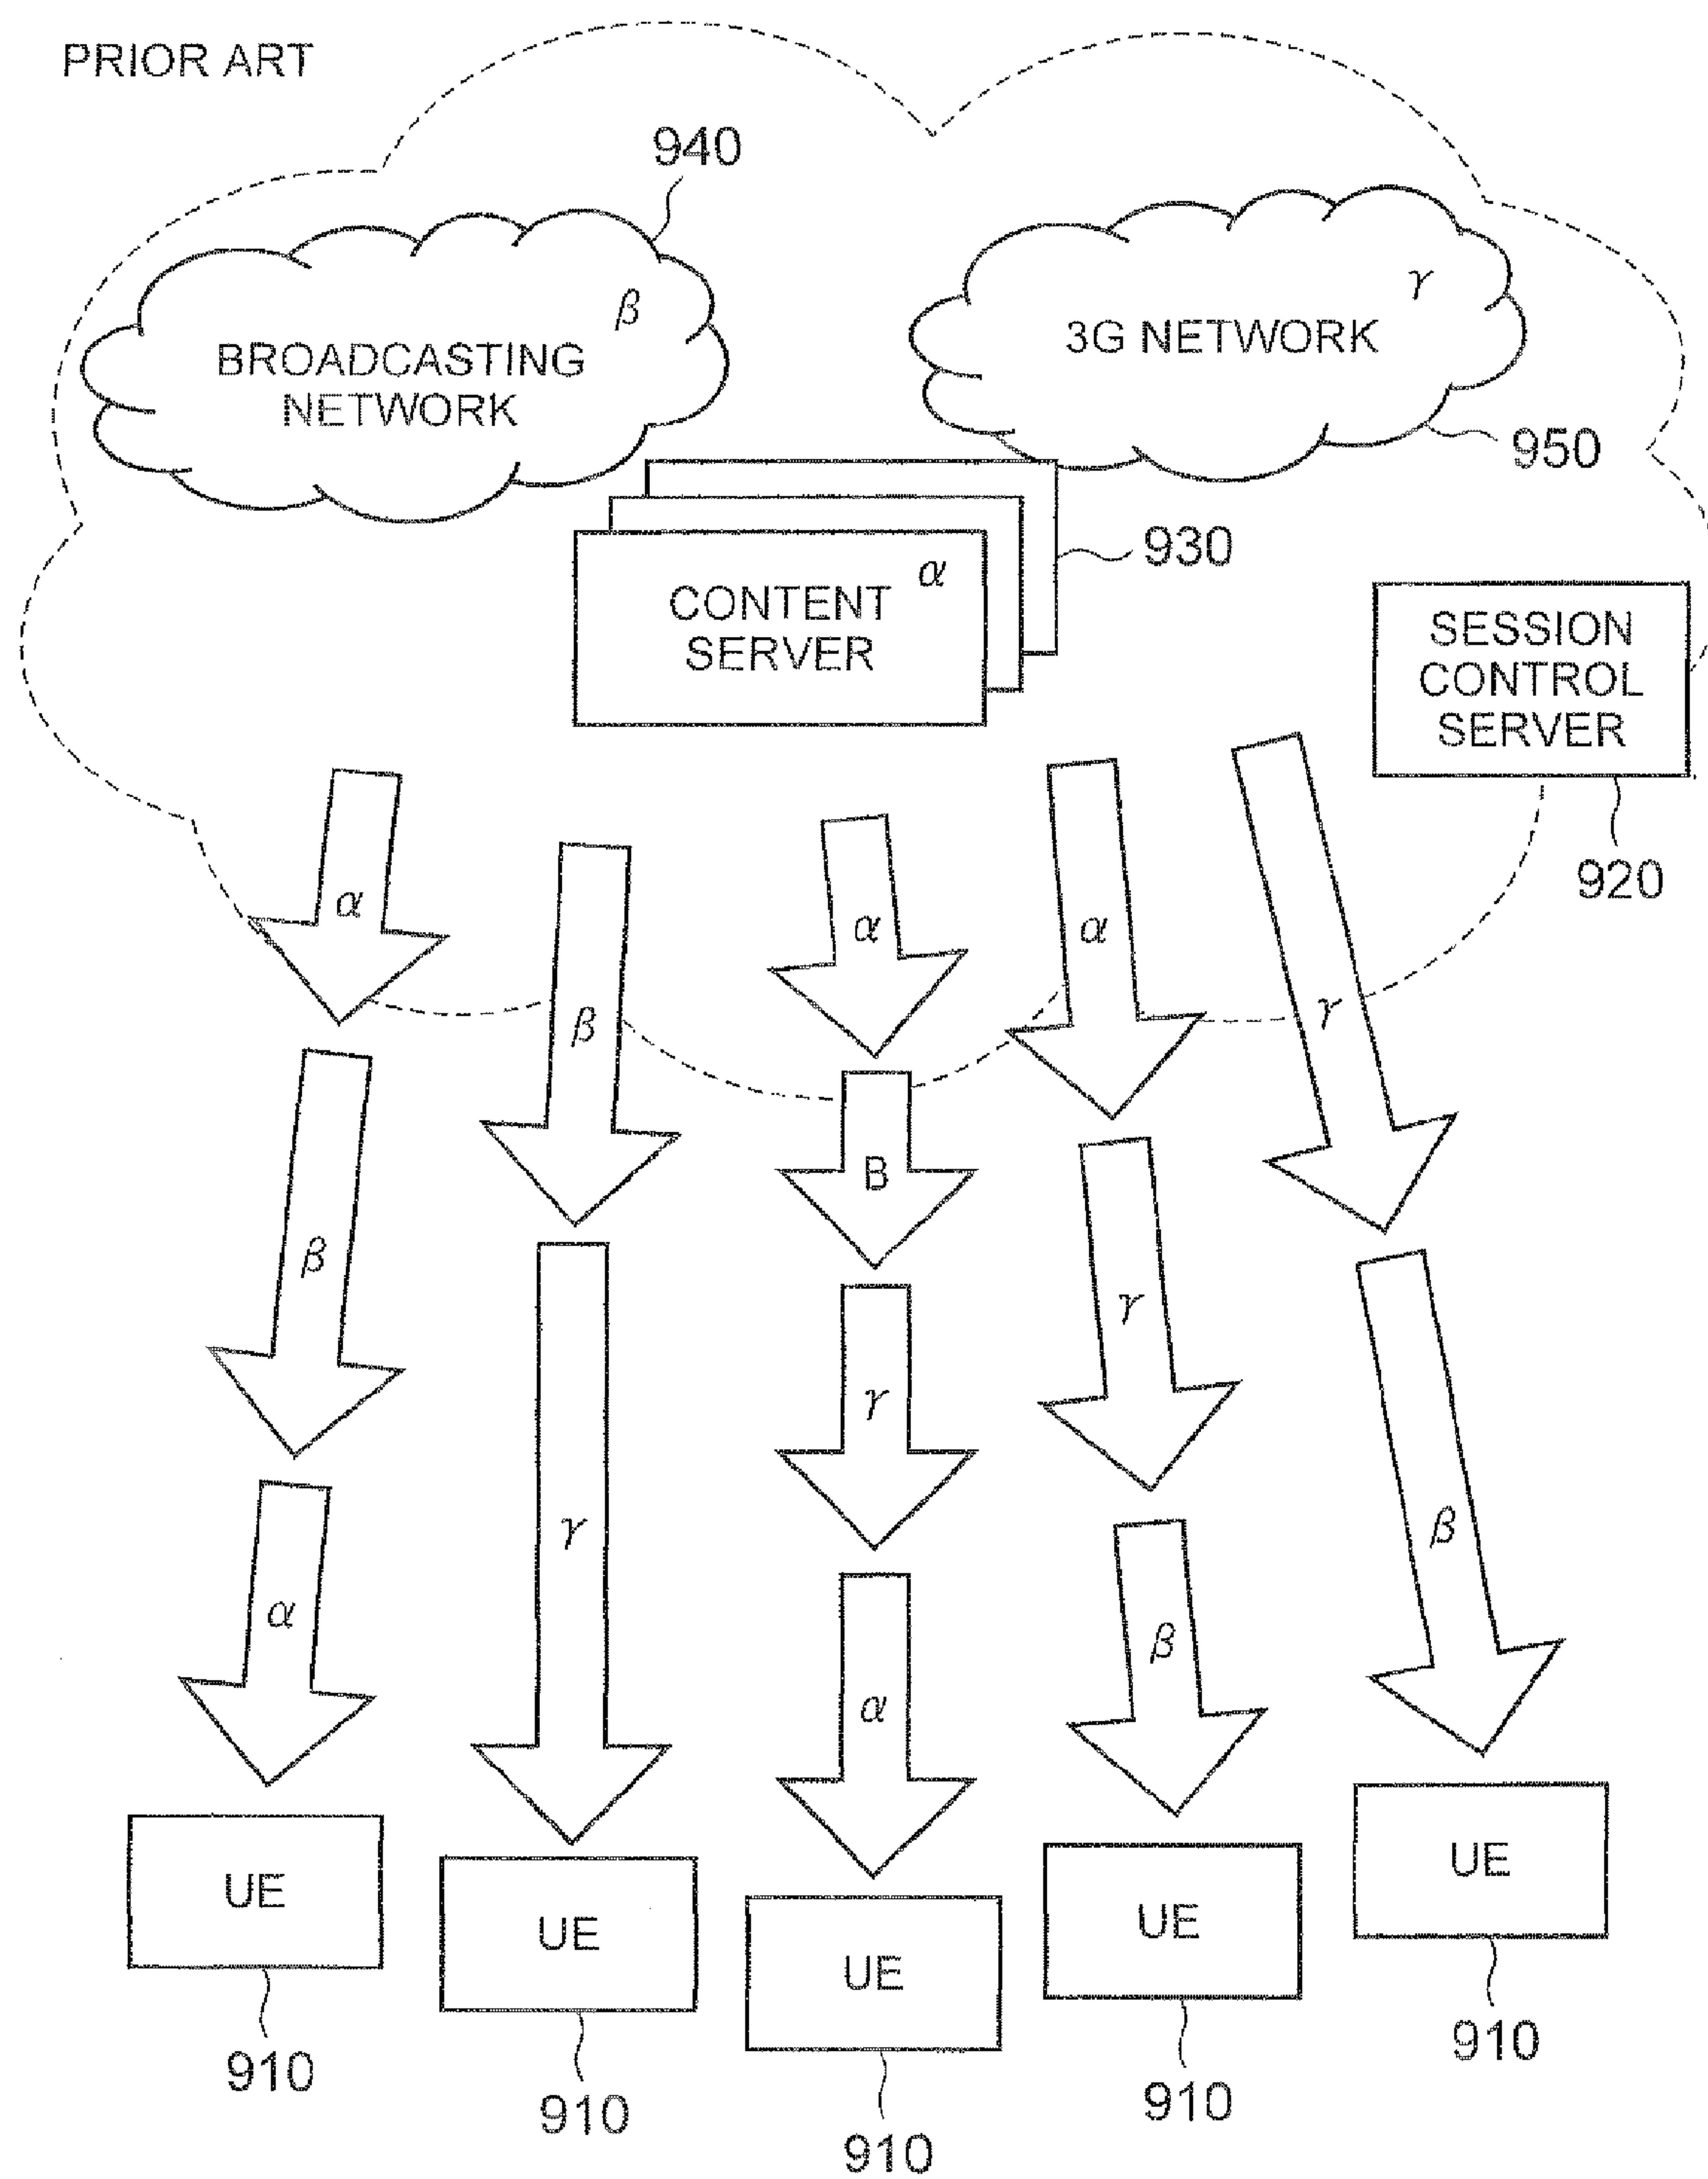 PRIOR ART
940
β
BROADCASTING
NETWORK
γ
3G NETWORK
950
930
α
CONTENT
SERVER
SESSION
CONTROL
SERVER
920
α
β
α
α
γ
β
B
γ
γ
γ
β
α
β
α
UE
UE
UE
UE
UE
910
910
910
910
910